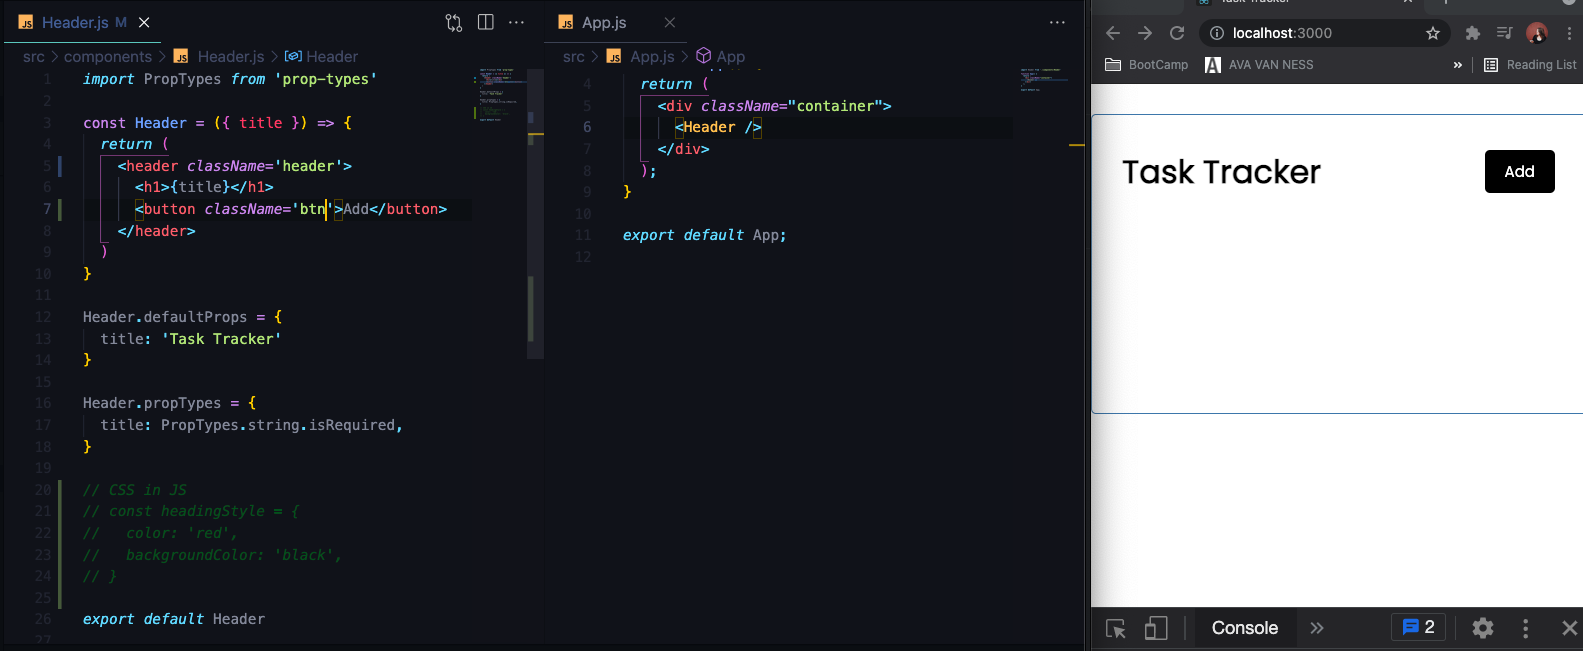 Header.js M
src > components > Header.js > Header
1 import PropTypes from 'prop-types'
2
3 const Header = ({ title }) => {
4 return (
5 <header className='header'>
6 <h1>{title}</h1>
7 <button className='btn'>Add</button>
8 </header>
9 )
10 }
11
12 Header.defaultProps = {
13 title: 'Task Tracker'
14 }
15
16 Header.propTypes = {
17 title: PropTypes.string.isRequired,
18 }
19
20 // CSS in JS
21 // const headingStyle = {
22 // color: 'red',
23 // backgroundColor: 'black',
24 // }
25
26 export default Header
27
App.js
src > App.js > App
4 return (
5 <div className="container">
6 <Header />
7 </div>
8 );
9 }
10
11 export default App;
12
localhost:3000
BootCamp
AVA VAN NESS
»
Reading List
Task Tracker
Add
Console
»
2